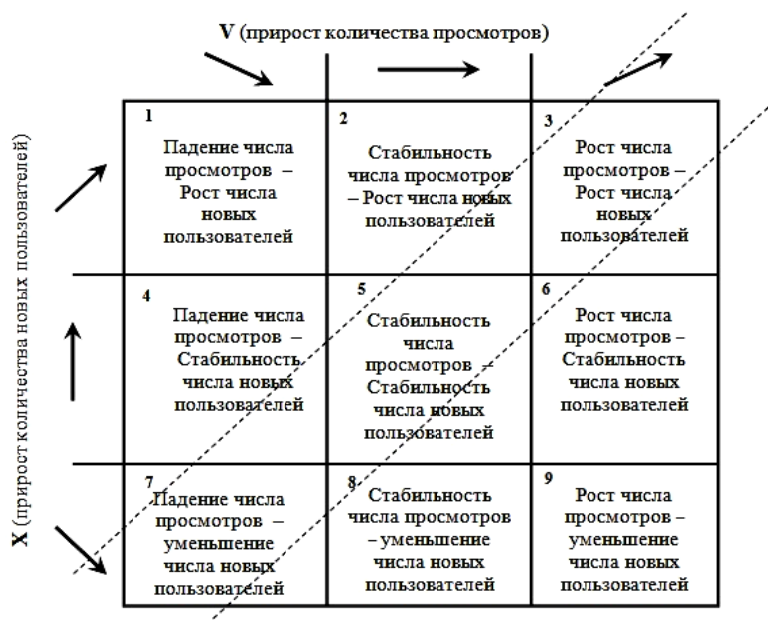 V (прирост количества просмотров)
X (прирост количества новых пользователей)
1
Падение числа
просмотров –
Рост числа
новых
пользователей
2
Стабильность
числа просмотров
– Рост числа новых
пользователей
3
Рост числа
просмотров –
Рост числа
новых
пользователей
4
Падение числа
просмотров –
Стабильность
числа новых
пользователей
5
Стабильность
числа
просмотров –
Стабильность
числа новых
пользователей
6
Рост числа
просмотров –
Стабильность
числа новых
пользователей
7
Падение числа
просмотров –
уменьшение
числа новых
пользователей
8
Стабильность
числа просмотров
– уменьшение
числа новых
пользователей
9
Рост числа
просмотров –
уменьшение
числа новых
пользователей